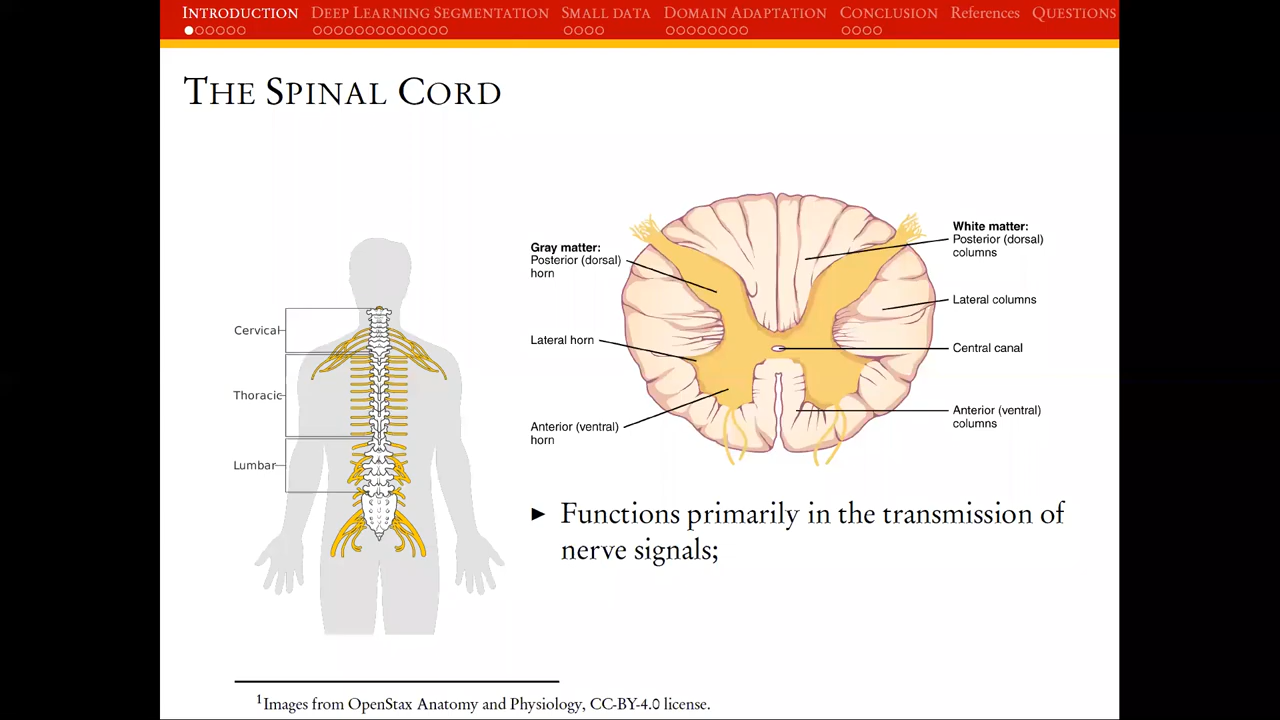 INTRODUCTION DEEP LEARNING SEGMENTATION SMALL DATA DOMAIN ADAPTATION CONCLUSION References QUESTIONS
THE SPINAL CORD
Cervical
Thoracic
Lumbar
Gray matter:
Posterior (dorsal)
horn
Lateral horn
Anterior (ventral)
horn
White matter:
Posterior (dorsal)
columns
Lateral columns
Central canal
Anterior (ventral)
columns
► Functions primarily in the transmission of
nerve signals;
1Images from OpenStax Anatomy and Physiology, CC-BY-4.0 license.